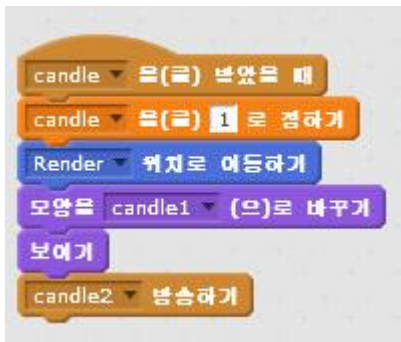 candle 을(를) 받았을 때
candle 을(를) 1 로 정하기
Render 위치로 이동하기
모양을 candle1 (으)로 바꾸기
보이기
candle2 방송하기